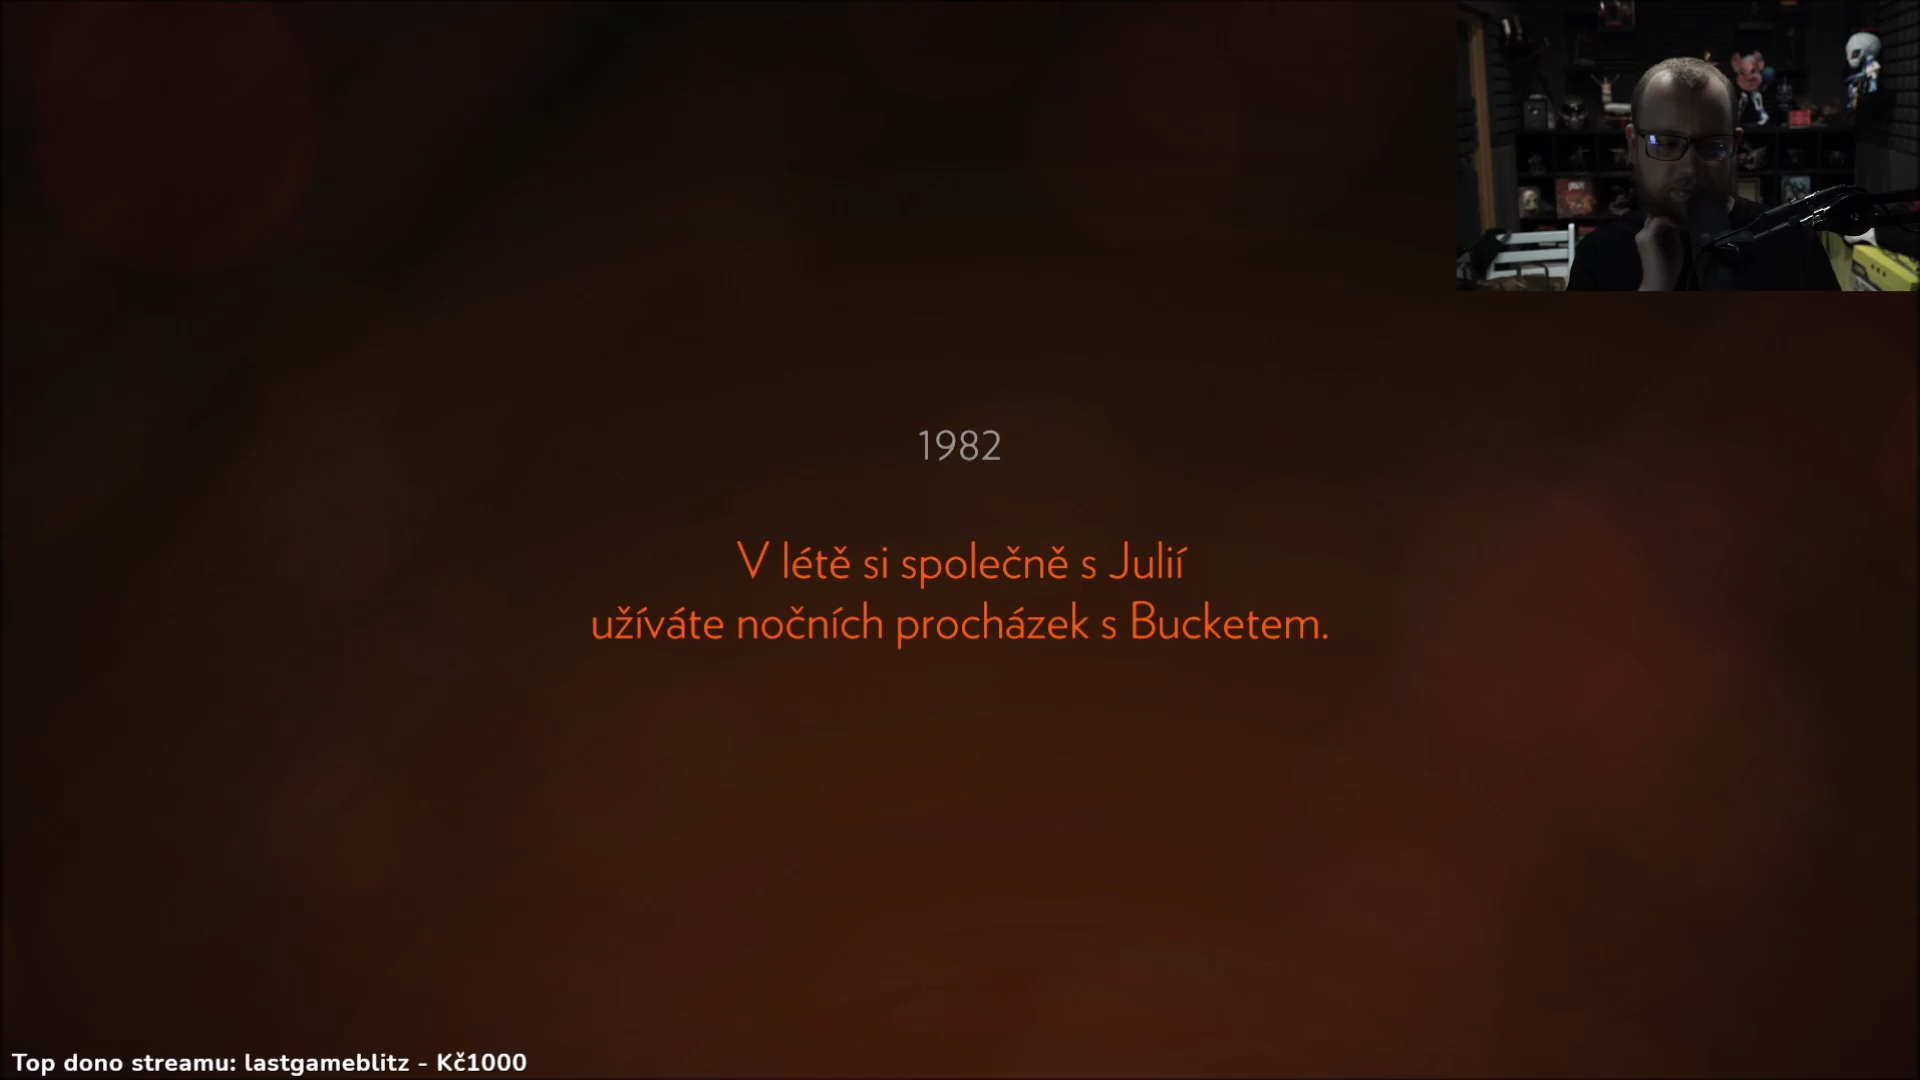 1982
V létě si společně s Julií
užíváte nočních procházek s Bucketem.
Top dono streamu: lastgameblitz - Kč1000